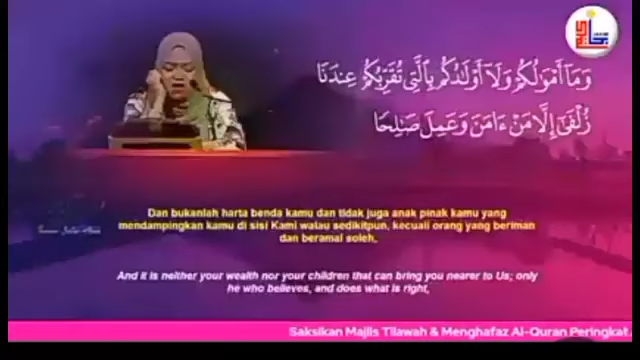 وَمَآ أَمْوَٰلُكُمْ وَلَآ أَوْلَٰدُكُم بِٱلَّتِى تُقَرِّبُكُمْ عِندَنَا
زُلْفَىٰٓ إِلَّا مَنْ ءَامَنَ وَعَمِلَ صَٰلِحًا
Dan bukanlah harta benda kamu dan tidak juga anak pinak kamu yang
mendampingkan kamu di sisi Kami walau sedikitpun, kecuali orang yang beriman
dan beramal soleh,
And it is neither your wealth nor your children that can bring you nearer to Us; only
he who believes, and does what is right,
Saksikan Majlis Tilawah & Menghafaz Al-Quran Peringkat